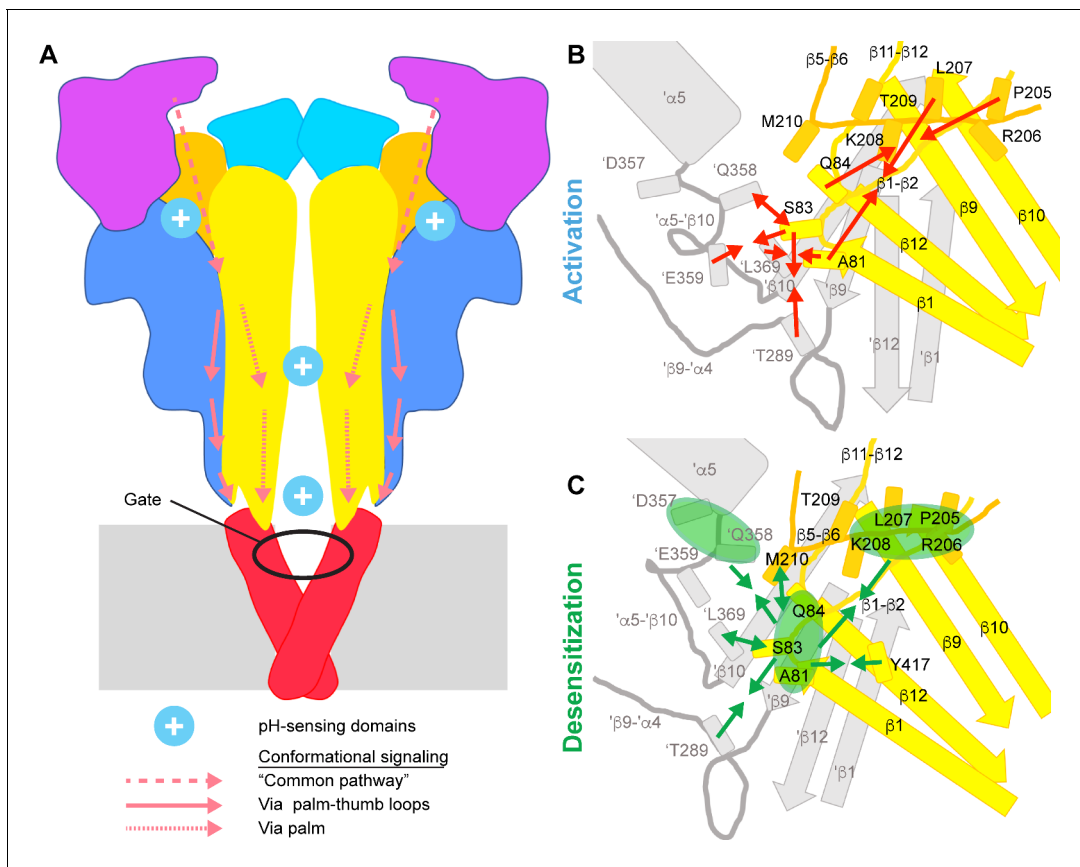 A
Gate
+
+
+
+
+ pH-sensing domains
Conformational signaling
“Common pathway”
Via palm-thumb loops
Via palm
B
Activation
β5-β6
β11-β12
L207
'α5
T209
P205
M210
K208
R206
'D357
'Q358
Q84
β1-β2
S83
β9
β10
'α5-'β10
β12
'L369
A81
'E359
'β10
'β9
β1
'T289
'β12
'β1
'β9-'α4
C
Desensitization
β11-β12
'α5
'D357
T209
L207
P205
'Q358
β5-β6
K208
R206
'E359
M210
Q84
β1-β2
'L369
β10
'α5-'β10
S83
β9
Y417
'β10
A81
β12
'β9
'β9-'α4
β1
'T289
'β12
'β1